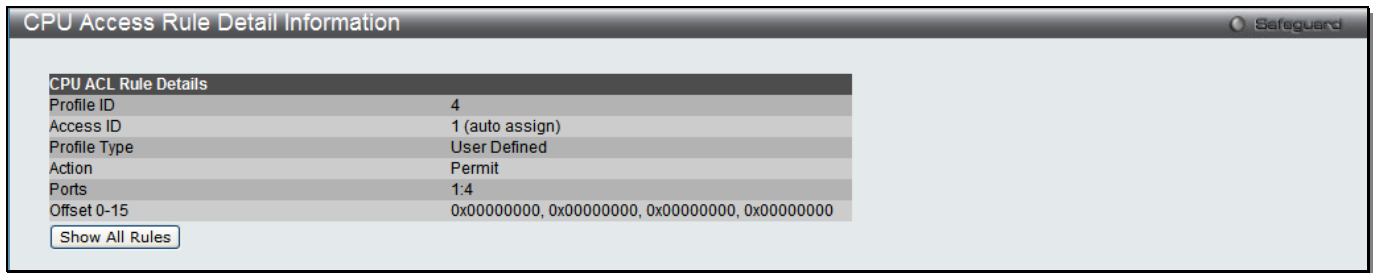 CPU Access Rule Detail Information
Safeguard
CPU ACL Rule Details
Profile ID 4
Access ID 1 (auto assign)
Profile Type User Defined
Action Permit
Ports 1:4
Offset 0-15 0x00000000, 0x00000000, 0x00000000, 0x00000000
Show All Rules